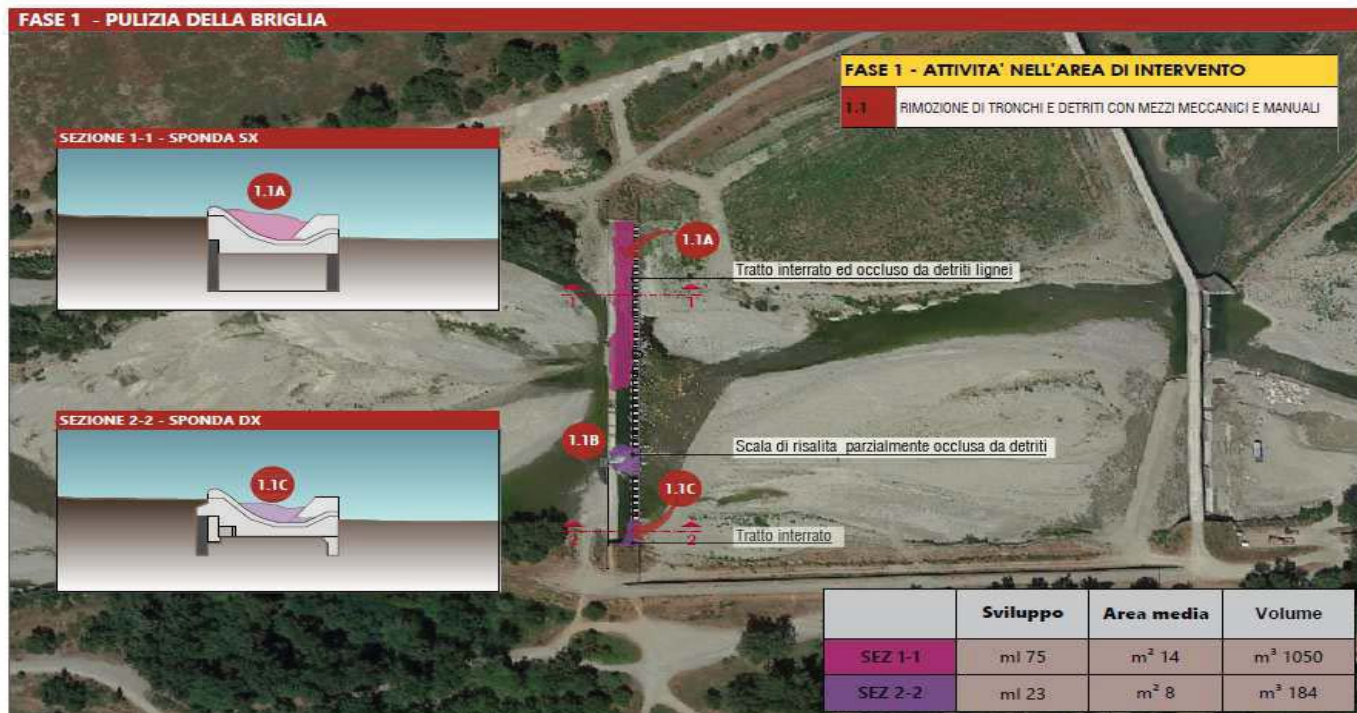 FASE 1 - PULIZIA DELLA BRIGLIA
FASE 1 - ATTIVITA' NELL'AREA DI INTERVENTO
1.1 RIMOZIONE DI TRONCHI E DETRITI CON MEZZI MECCANICI E MANUALI
SEZIONE 1-1 - SPONDA SX
1.1A
1.1A
Tratto interrato ed occluso da detriti lignei
1 1
SEZIONE 2-2 - SPONDA DX
1.1C
1.1B
Scala di risalita parzialmente occlusa da detriti
1.1C
2 2
Tratto interrato
Sviluppo Area media Volume
SEZ 1-1 ml 75 m² 14 m³ 1050
SEZ 2-2 ml 23 m² 8 m³ 184